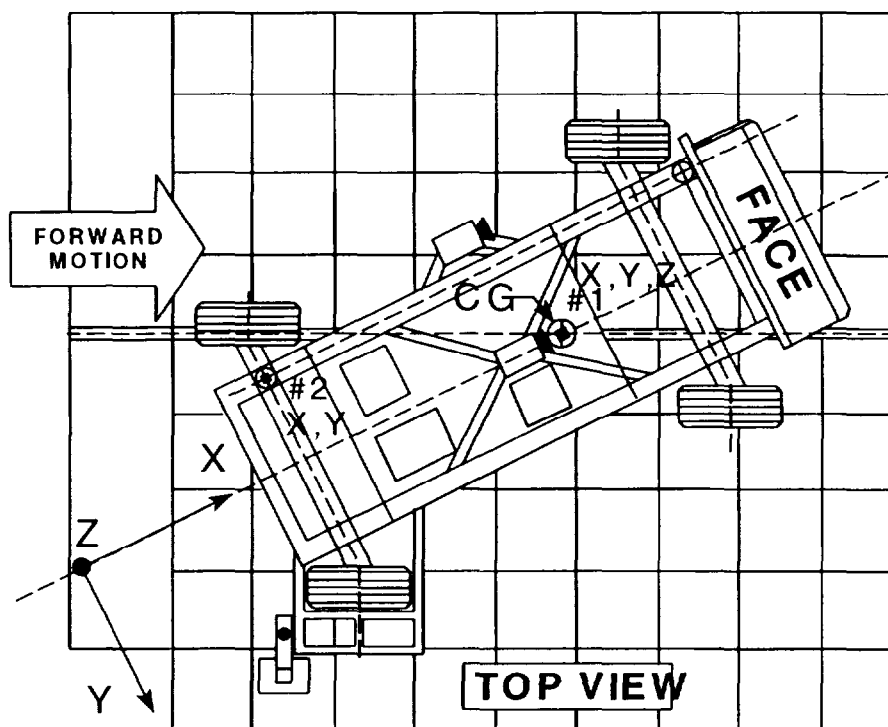 FORWARD
MOTION
FACE
X,Y,Z
CG
#1
#2
X,Y
X
Z
Y
TOP VIEW